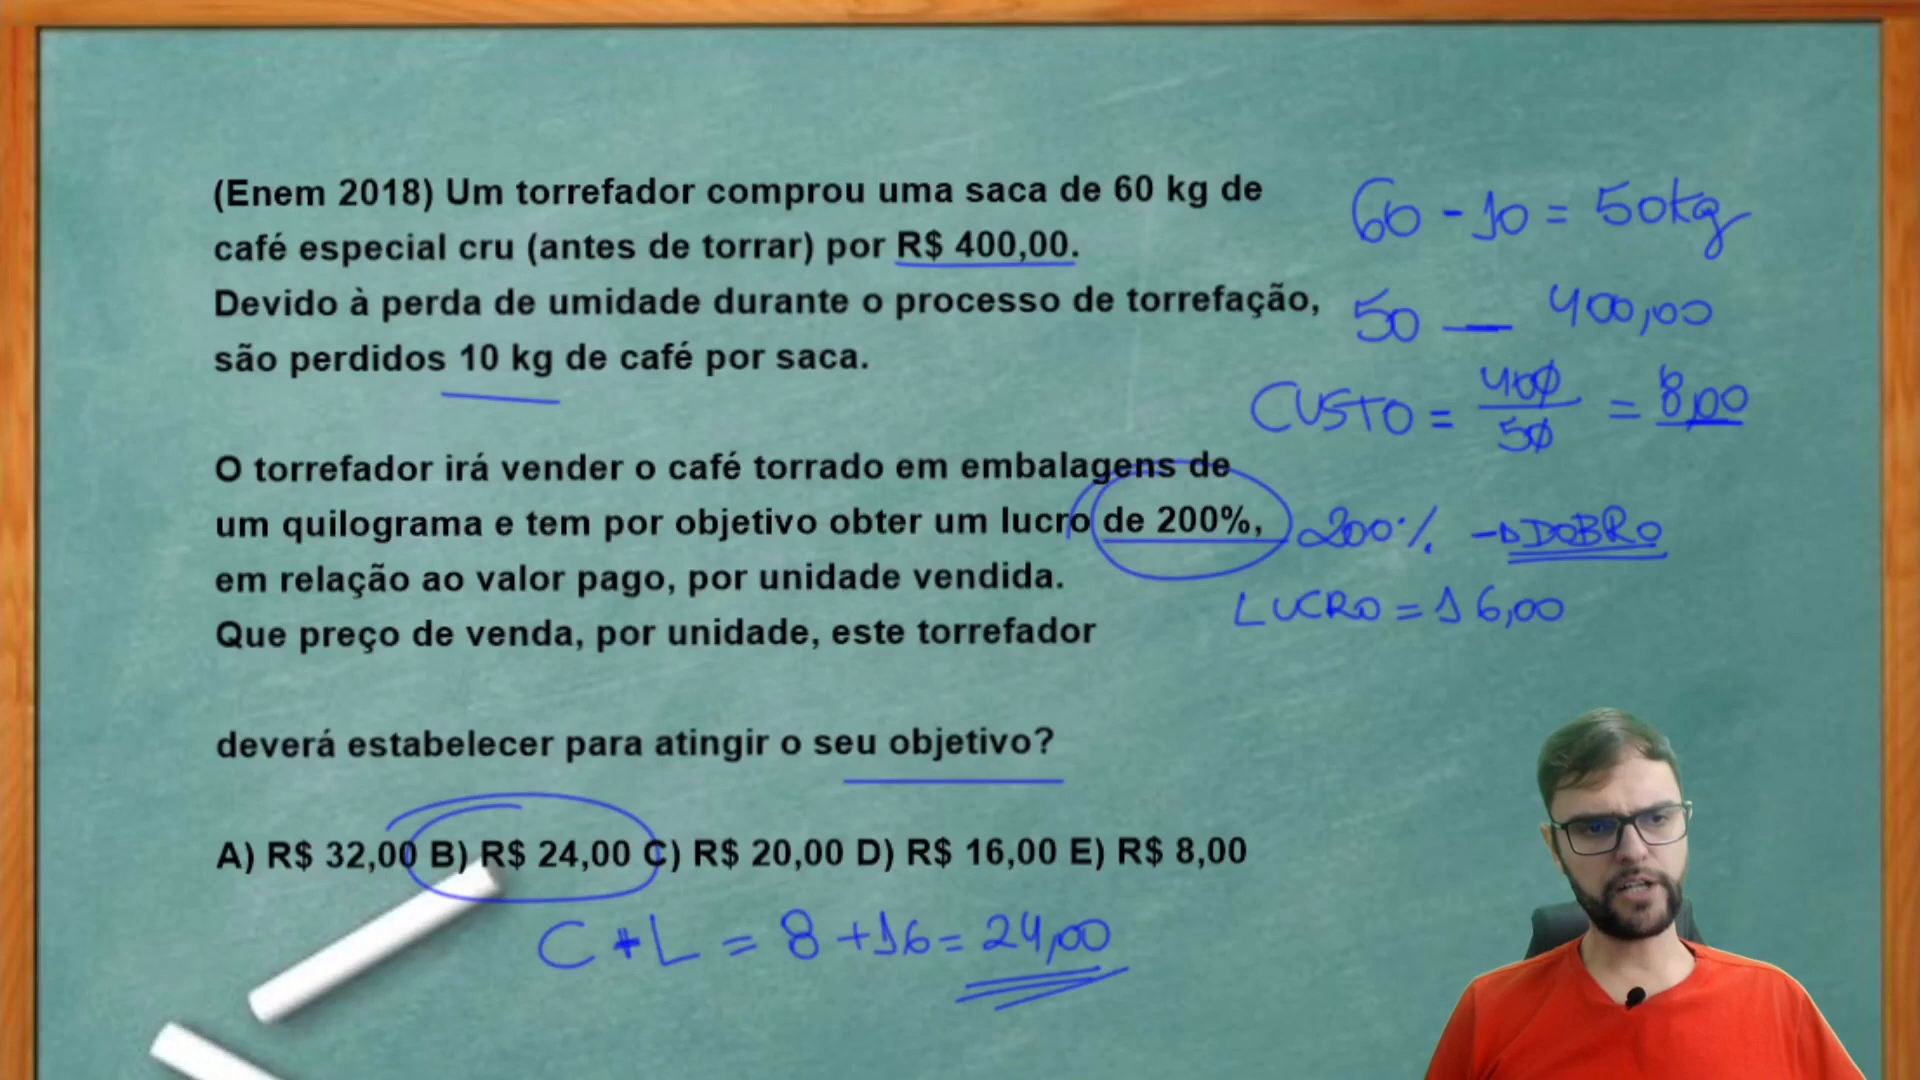 (Enem 2018) Um torrefador comprou uma saca de 60 kg de
café especial cru (antes de torrar) por R$ 400,00.
Devido à perda de umidade durante o processo de torrefação,
são perdidos 10 kg de café por saca.
O torrefador irá vender o café torrado em embalagens de
um quilograma e tem por objetivo obter um lucro de 200%,
em relação ao valor pago, por unidade vendida.
Que preço de venda, por unidade, este torrefador
deverá estabelecer para atingir o seu objetivo?
A) R$ 32,00 B) R$ 24,00 C) R$ 20,00 D) R$ 16,00 E) R$ 8,00
C + L = 8 + 16 = 24,00
60 - 10 = 50kg
50 — 400,00
CUSTO = 400/50 = 8,00
200% → DOBRO
LUCRO = 16,00